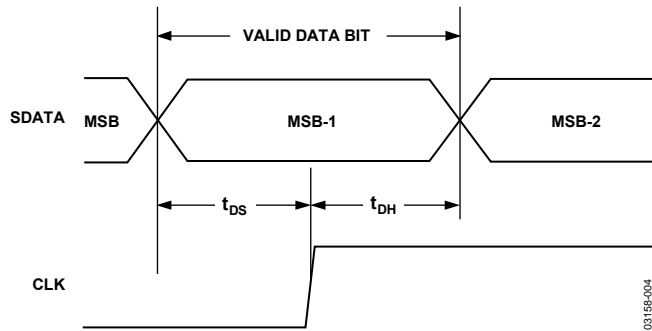 VALID DATA BIT
SDATA MSB MSB-1 MSB-2
tDS tDH
CLK
03158-004